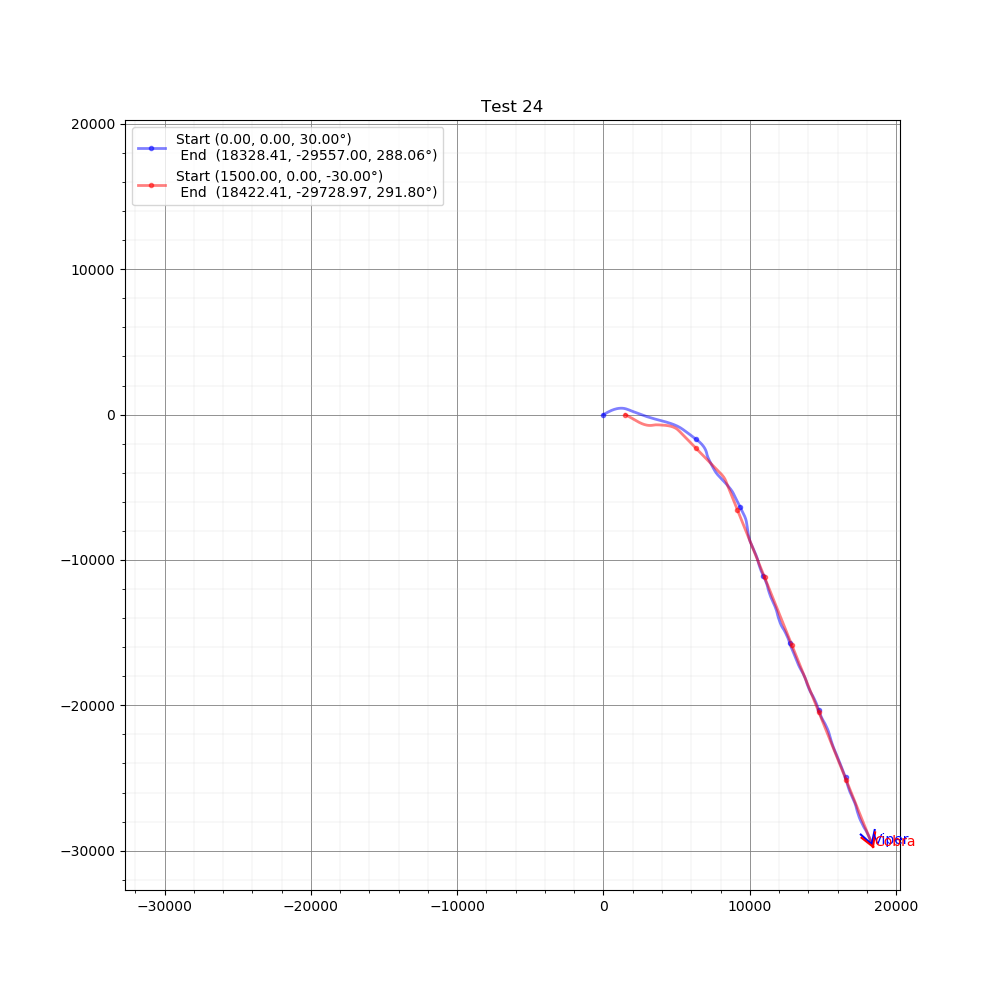 Test 24
Start (0.00, 0.00, 30.00°)
End (18328.41, -29557.00, 288.06°)
Start (1500.00, 0.00, -30.00°)
End (18422.41, -29728.97, 291.80°)
20000
10000
0
−10000
−20000
−30000
Viper
Cobra
−30000
−20000
−10000
0
10000
20000